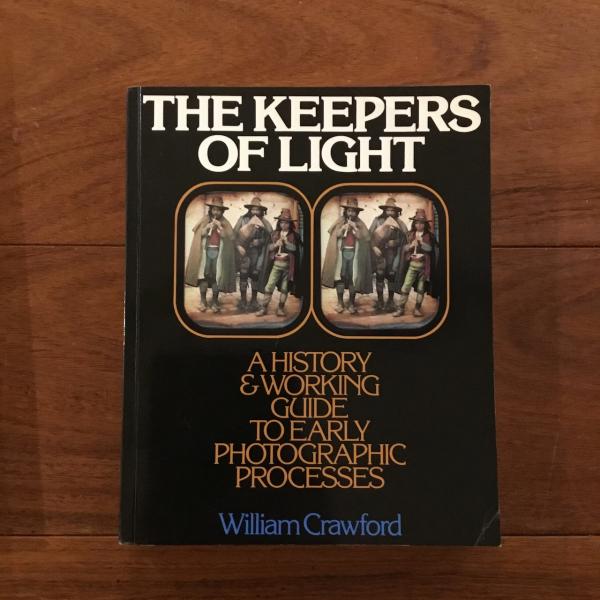 THE KEEPERS
OF LIGHT
A HISTORY
& WORKING
GUIDE
TO EARLY
PHOTOGRAPHIC
PROCESSES
William Crawford